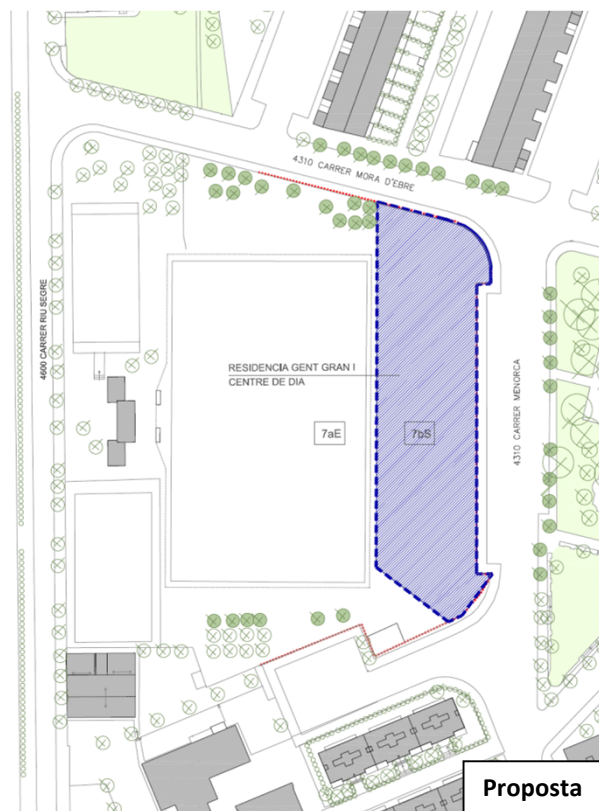 4310 CARRER MORA D'EBRE
4600 CARRER RIU SEGRE
RESIDENCIA GENT GRAN I
CENTRE DE DIA
7aE
7bS
4310 CARRER MENORCA
Proposta